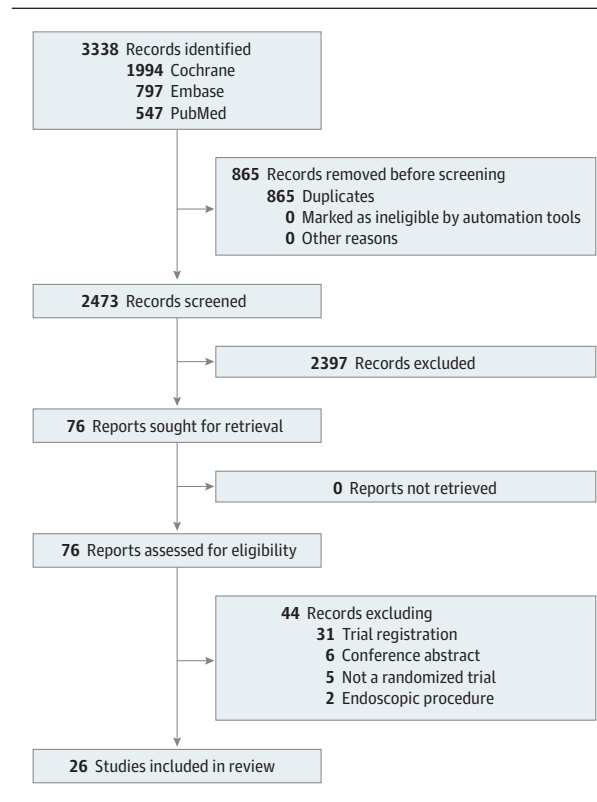 3338 Records identified
1994 Cochrane
797 Embase
547 PubMed
865 Records removed before screening
865 Duplicates
0 Marked as ineligible by automation tools
0 Other reasons
2473 Records screened
2397 Records excluded
76 Reports sought for retrieval
0 Reports not retrieved
76 Reports assessed for eligibility
44 Records excluding
31 Trial registration
6 Conference abstract
5 Not a randomized trial
2 Endoscopic procedure
26 Studies included in review